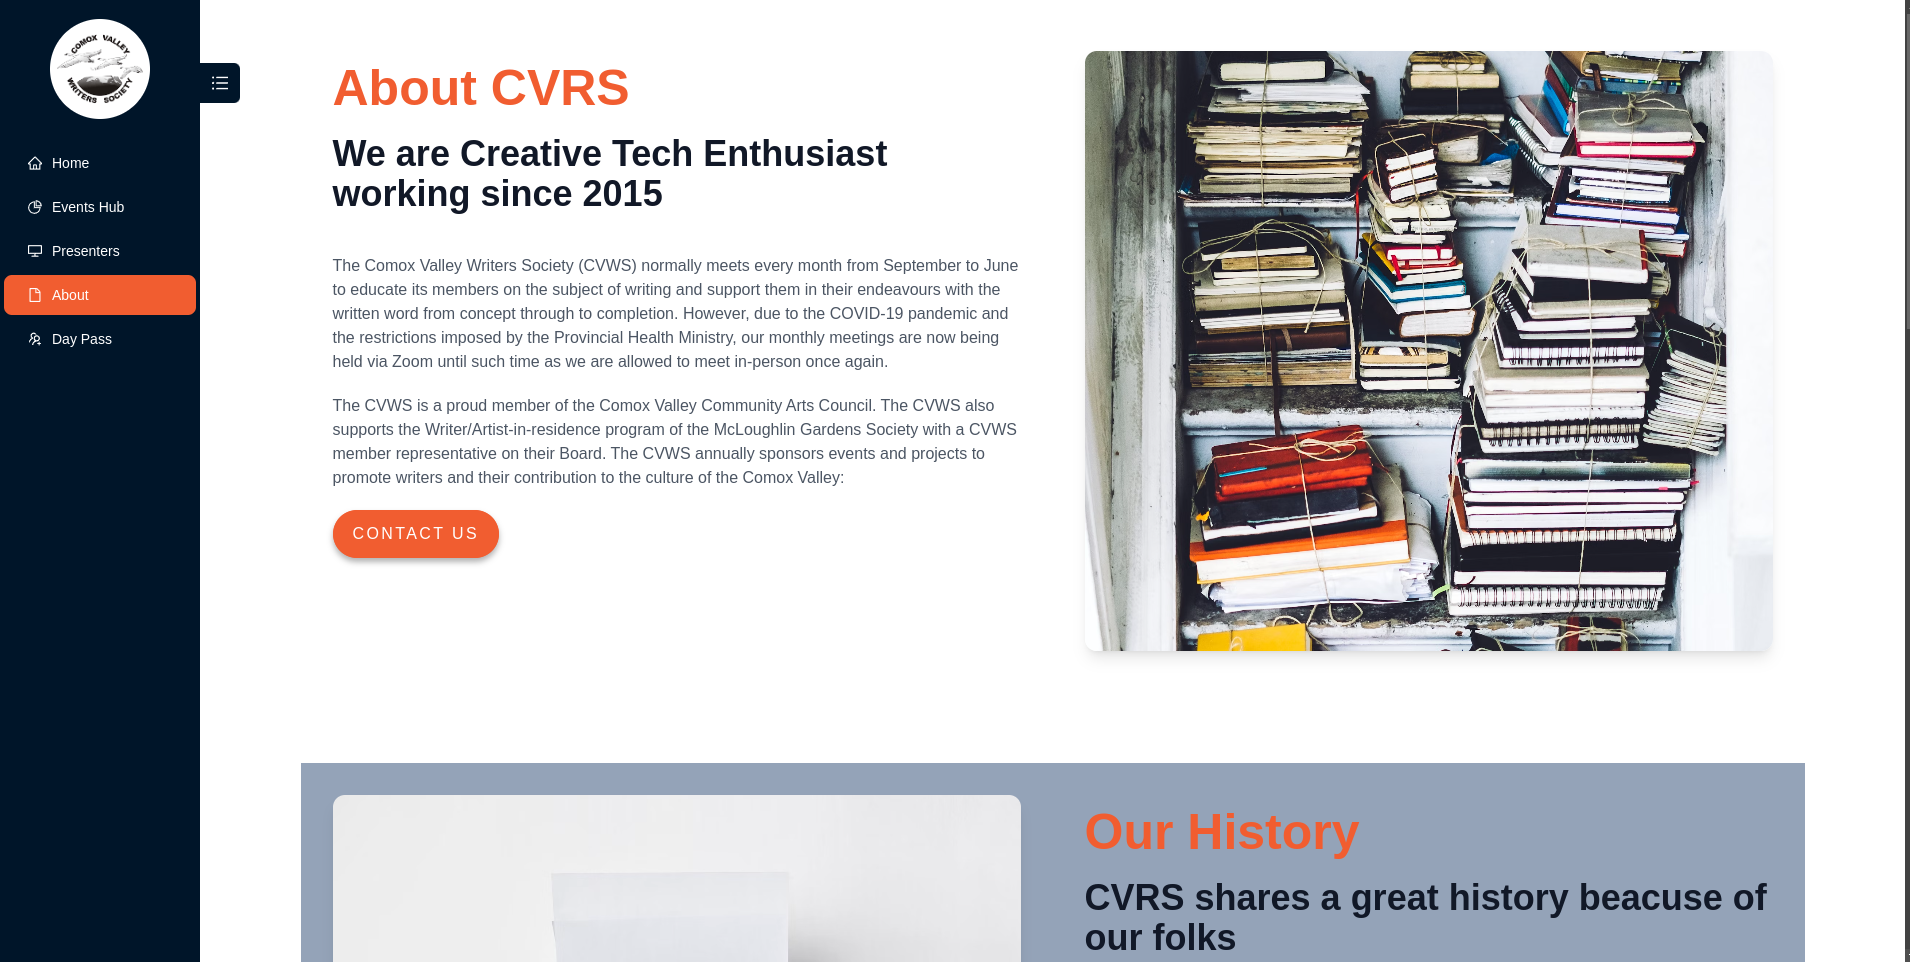 COMOX VALLEY
WRITERS SOCIETY
Home
Events Hub
Presenters
About
Day Pass
About CVRS
We are Creative Tech Enthusiast
working since 2015
The Comox Valley Writers Society (CVWS) normally meets every month from September to June
to educate its members on the subject of writing and support them in their endeavours with the
written word from concept through to completion. However, due to the COVID-19 pandemic and
the restrictions imposed by the Provincial Health Ministry, our monthly meetings are now being
held via Zoom until such time as we are allowed to meet in-person once again.
The CVWS is a proud member of the Comox Valley Community Arts Council. The CVWS also
supports the Writer/Artist-in-residence program of the McLoughlin Gardens Society with a CVWS
member representative on their Board. The CVWS annually sponsors events and projects to
promote writers and their contribution to the culture of the Comox Valley:
CONTACT US
Our History
CVRS shares a great history beacuse of
our folks